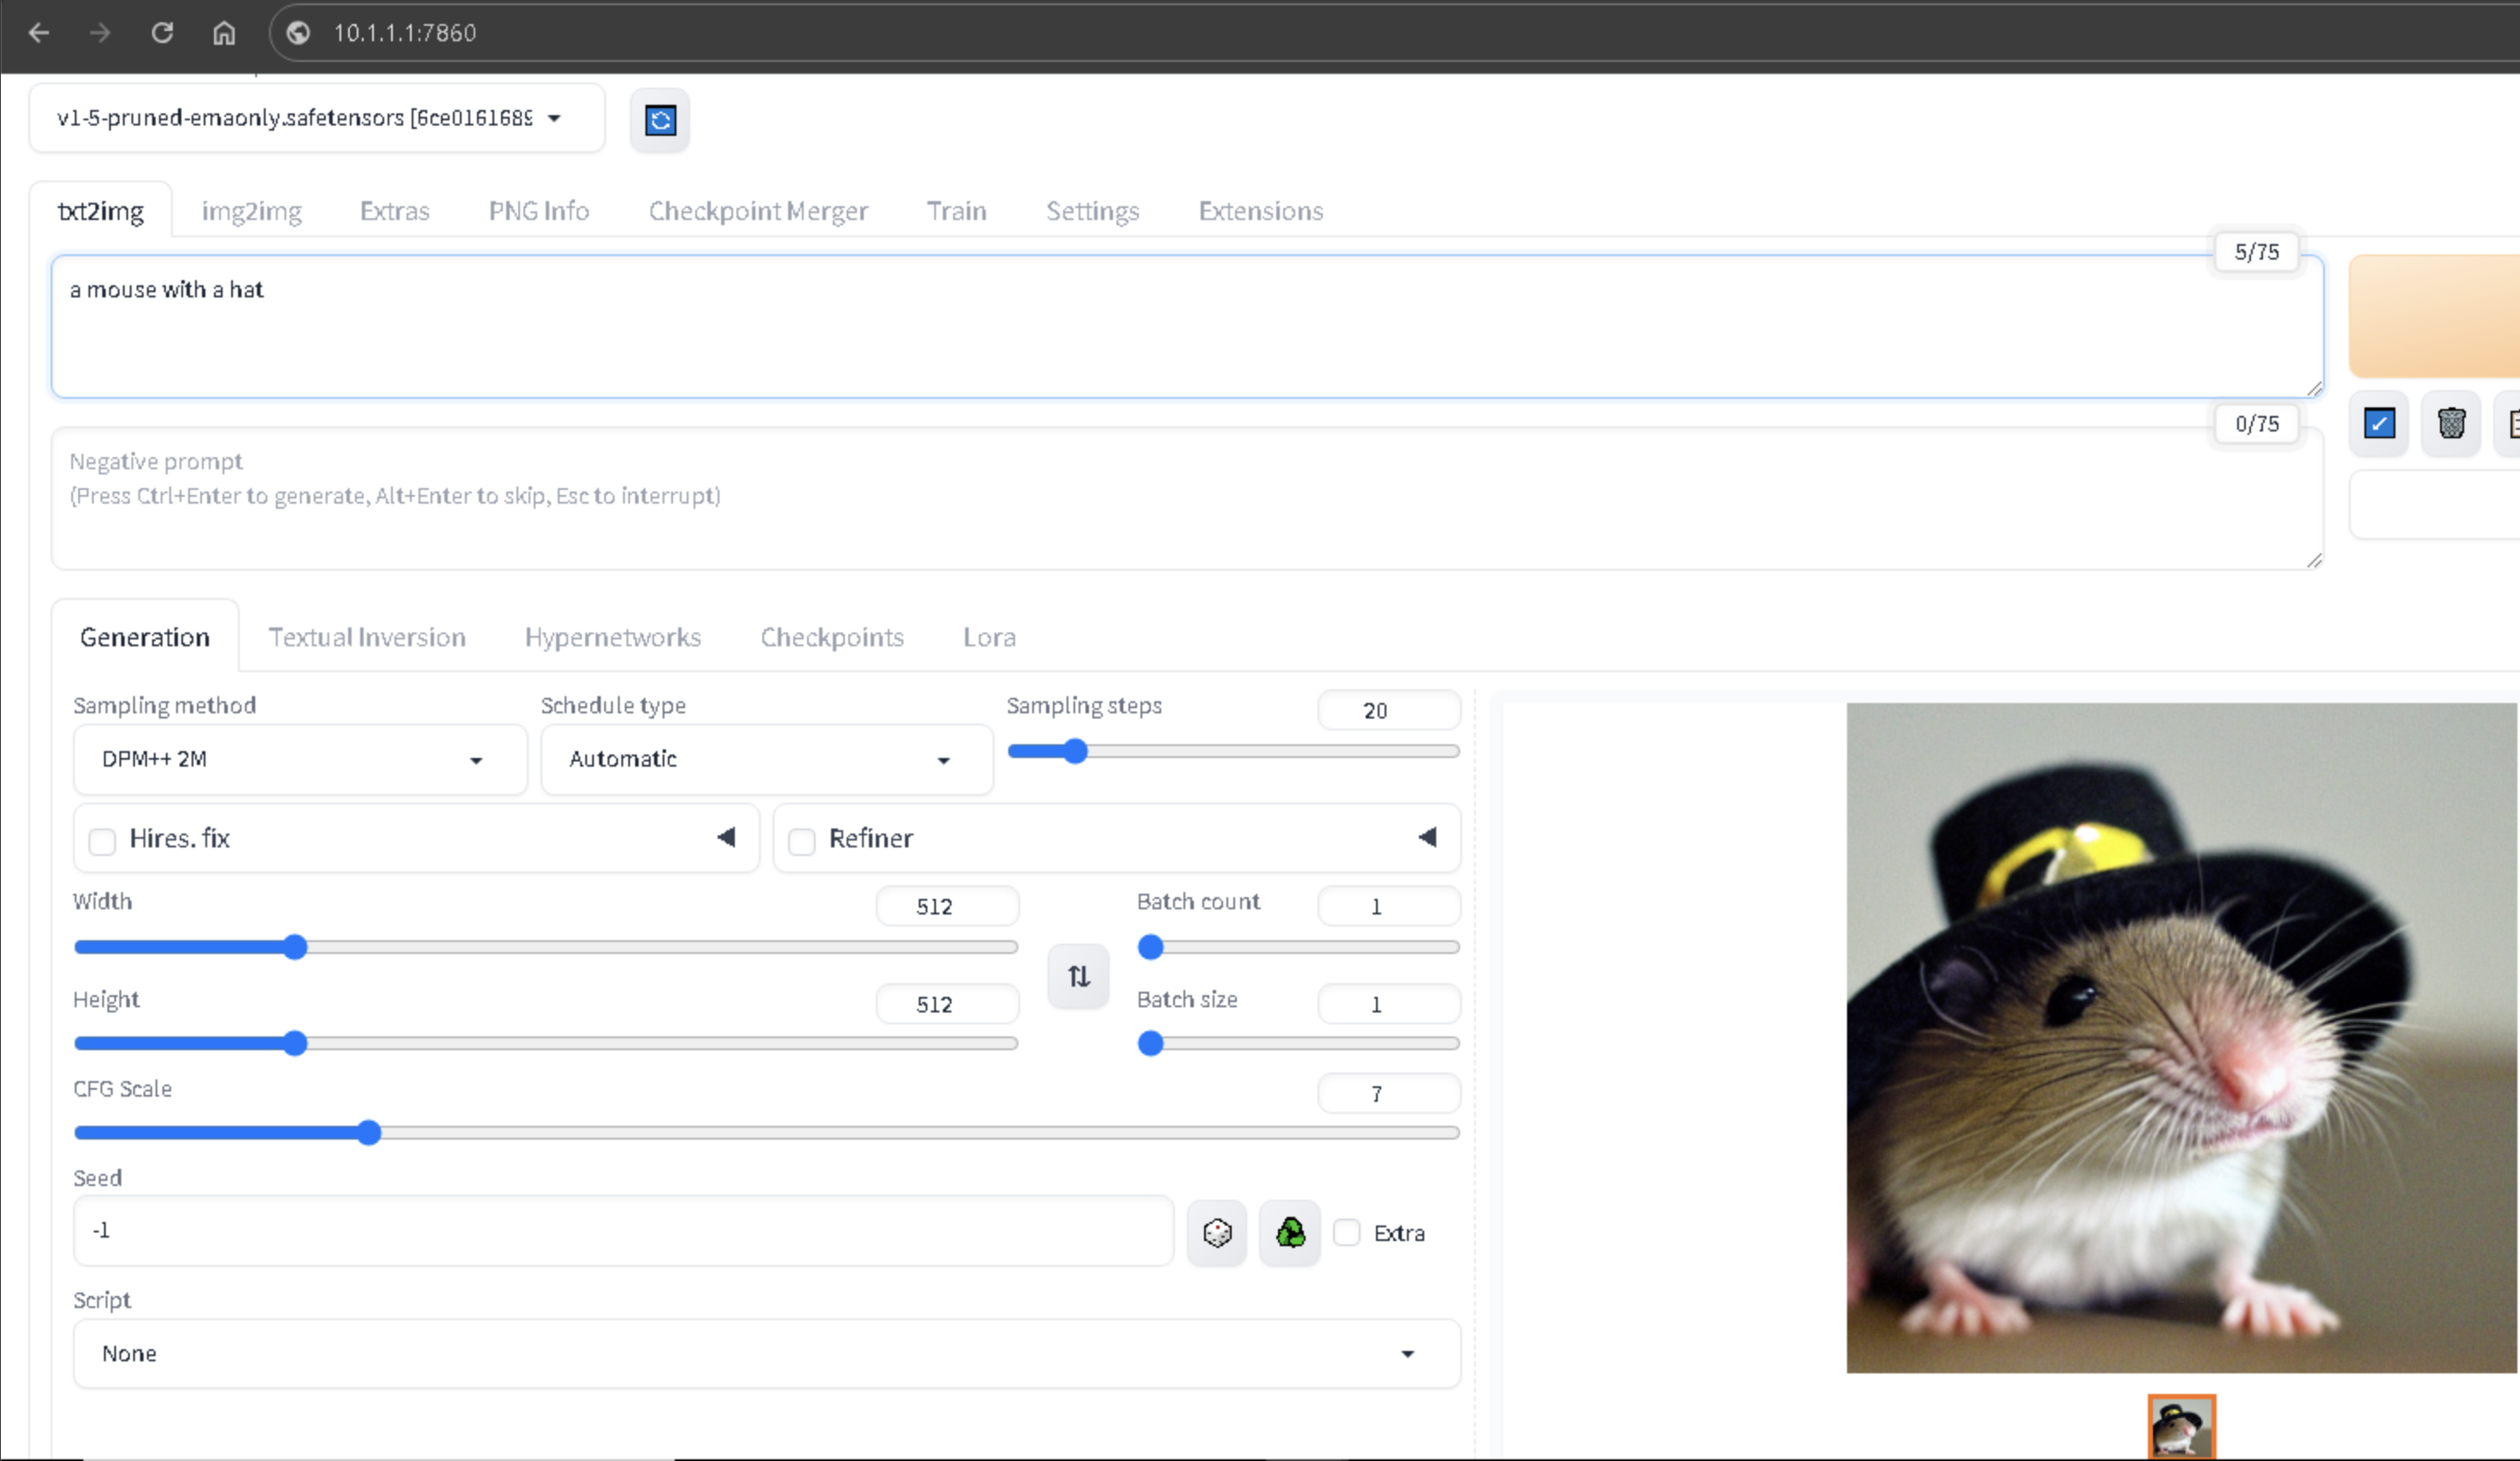 10.1.1.1:7860
v1-5-pruned-emaonly.safetensors [6ce0161689
txt2img img2img Extras PNG Info Checkpoint Merger Train Settings Extensions
5/75
a mouse with a hat
0/75
Negative prompt
(Press Ctrl+Enter to generate, Alt+Enter to skip, Esc to interrupt)
Generation Textual Inversion Hypernetworks Checkpoints Lora
Sampling method Schedule type Sampling steps 20
DPM++ 2M Automatic
Hires. fix Refiner
Width 512 Batch count 1
Height 512 Batch size 1
CFG Scale 7
Seed
-1 Extra
Script
None